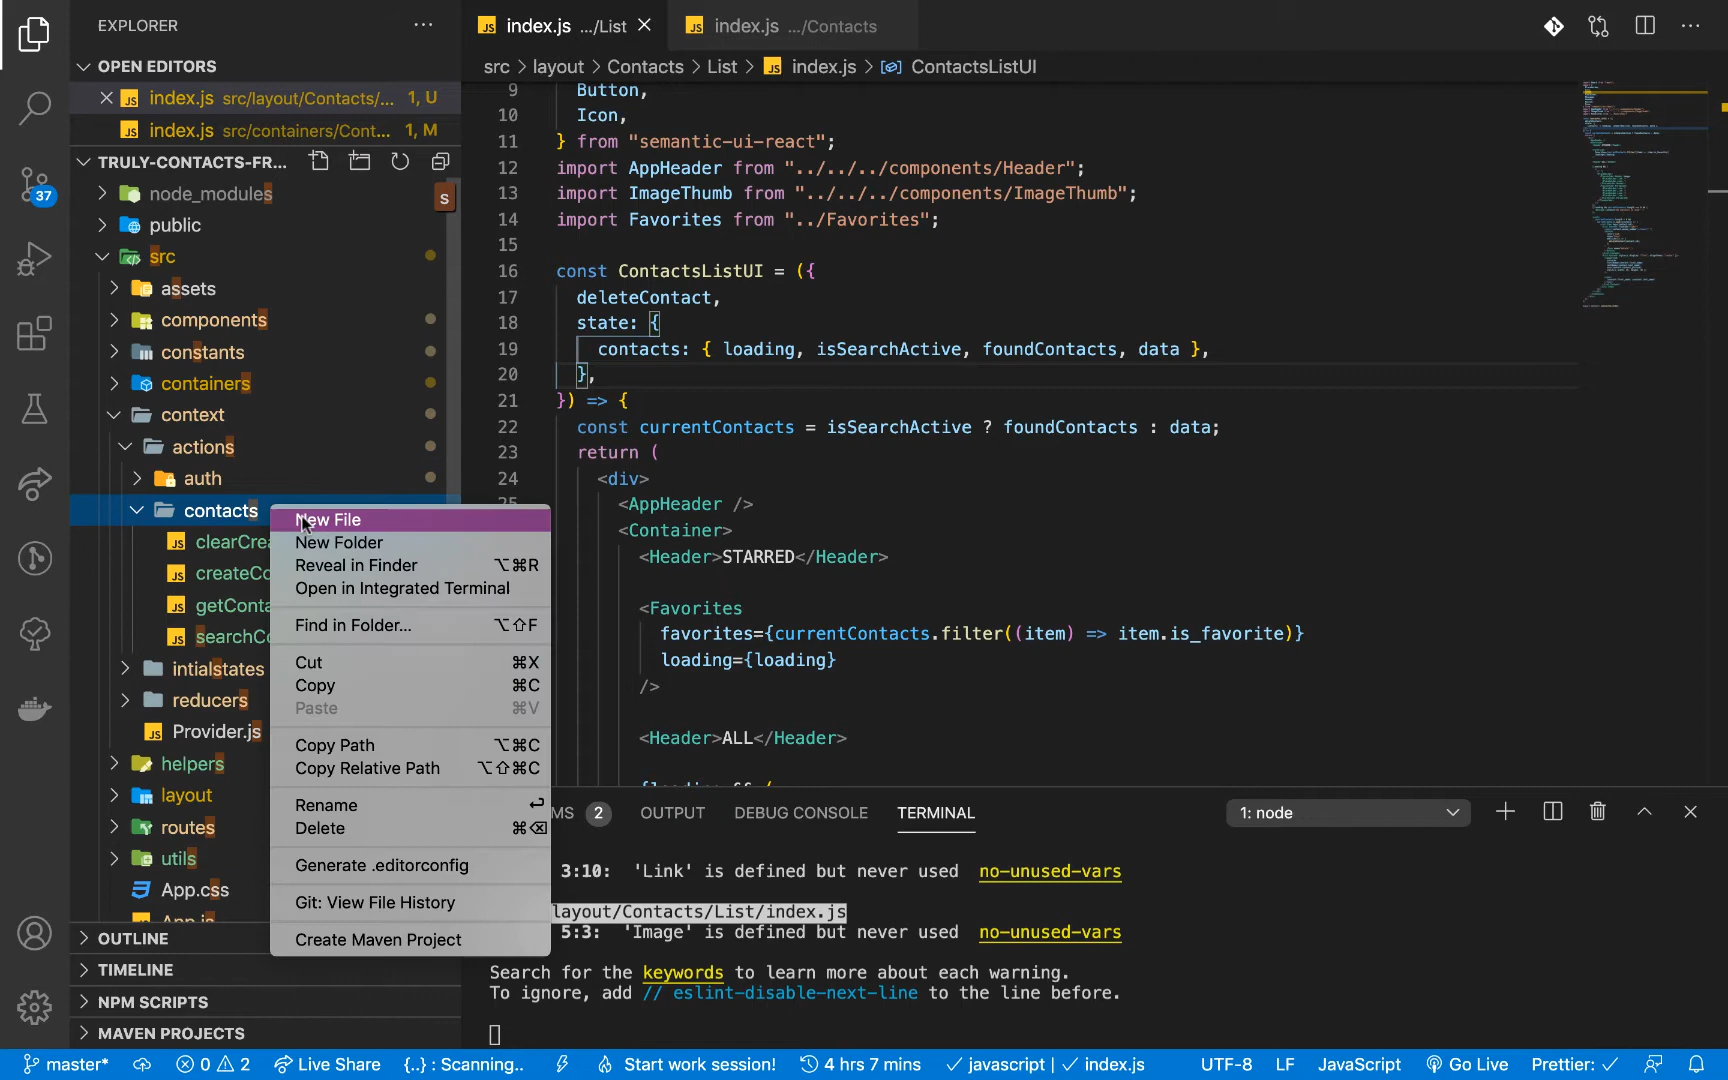 EXPLORER
OPEN EDITORS
index.js src/layout/Contacts/... 1, U
index.js src/containers/Cont... 1, M
TRULY-CONTACTS-FR...
node_modules
S
public
src
assets
components
constants
containers
context
actions
auth
contacts
clearCrea
createCo
getConta
searchCo
intialstates
reducers
Provider.js
helpers
layout
routes
utils
App.css
App.js
OUTLINE
TIMELINE
NPM SCRIPTS
MAVEN PROJECTS
37
New File
New Folder
Reveal in Finder ⌥⌘R
Open in Integrated Terminal
Find in Folder... ⌥⇧F
Cut ⌘X
Copy ⌘C
Paste ⌘V
Copy Path ⌥⌘C
Copy Relative Path ⌥⇧⌘C
Rename
Delete ⌘⌫
Generate .editorconfig
Git: View File History
Create Maven Project
index.js .../List
index.js .../Contacts
src > layout > Contacts > List > index.js > ContactsListUI
9 Button,
10 Icon,
11 } from "semantic-ui-react";
12 import AppHeader from "../../../components/Header";
13 import ImageThumb from "../../../components/ImageThumb";
14 import Favorites from "../Favorites";
15
16 const ContactsListUI = ({
17 deleteContact,
18 state: {
19 contacts: { loading, isSearchActive, foundContacts, data },
20 },
21 }) => {
22 const currentContacts = isSearchActive ? foundContacts : data;
23 return (
24 <div>
25 <AppHeader />
<Container>
<Header>STARRED</Header>
<Favorites
favorites={currentContacts.filter((item) => item.is_favorite)}
loading={loading}
/>
<Header>ALL</Header>
{loading && (
MS 2 OUTPUT DEBUG CONSOLE TERMINAL 1: node
3:10: 'Link' is defined but never used no-unused-vars
layout/Contacts/List/index.js
5:3: 'Image' is defined but never used no-unused-vars
Search for the keywords to learn more about each warning.
To ignore, add // eslint-disable-next-line to the line before.
master* 0 2 Live Share {..} : Scanning.. Start work session! 4 hrs 7 mins javascript | index.js UTF-8 LF JavaScript Go Live Prettier: